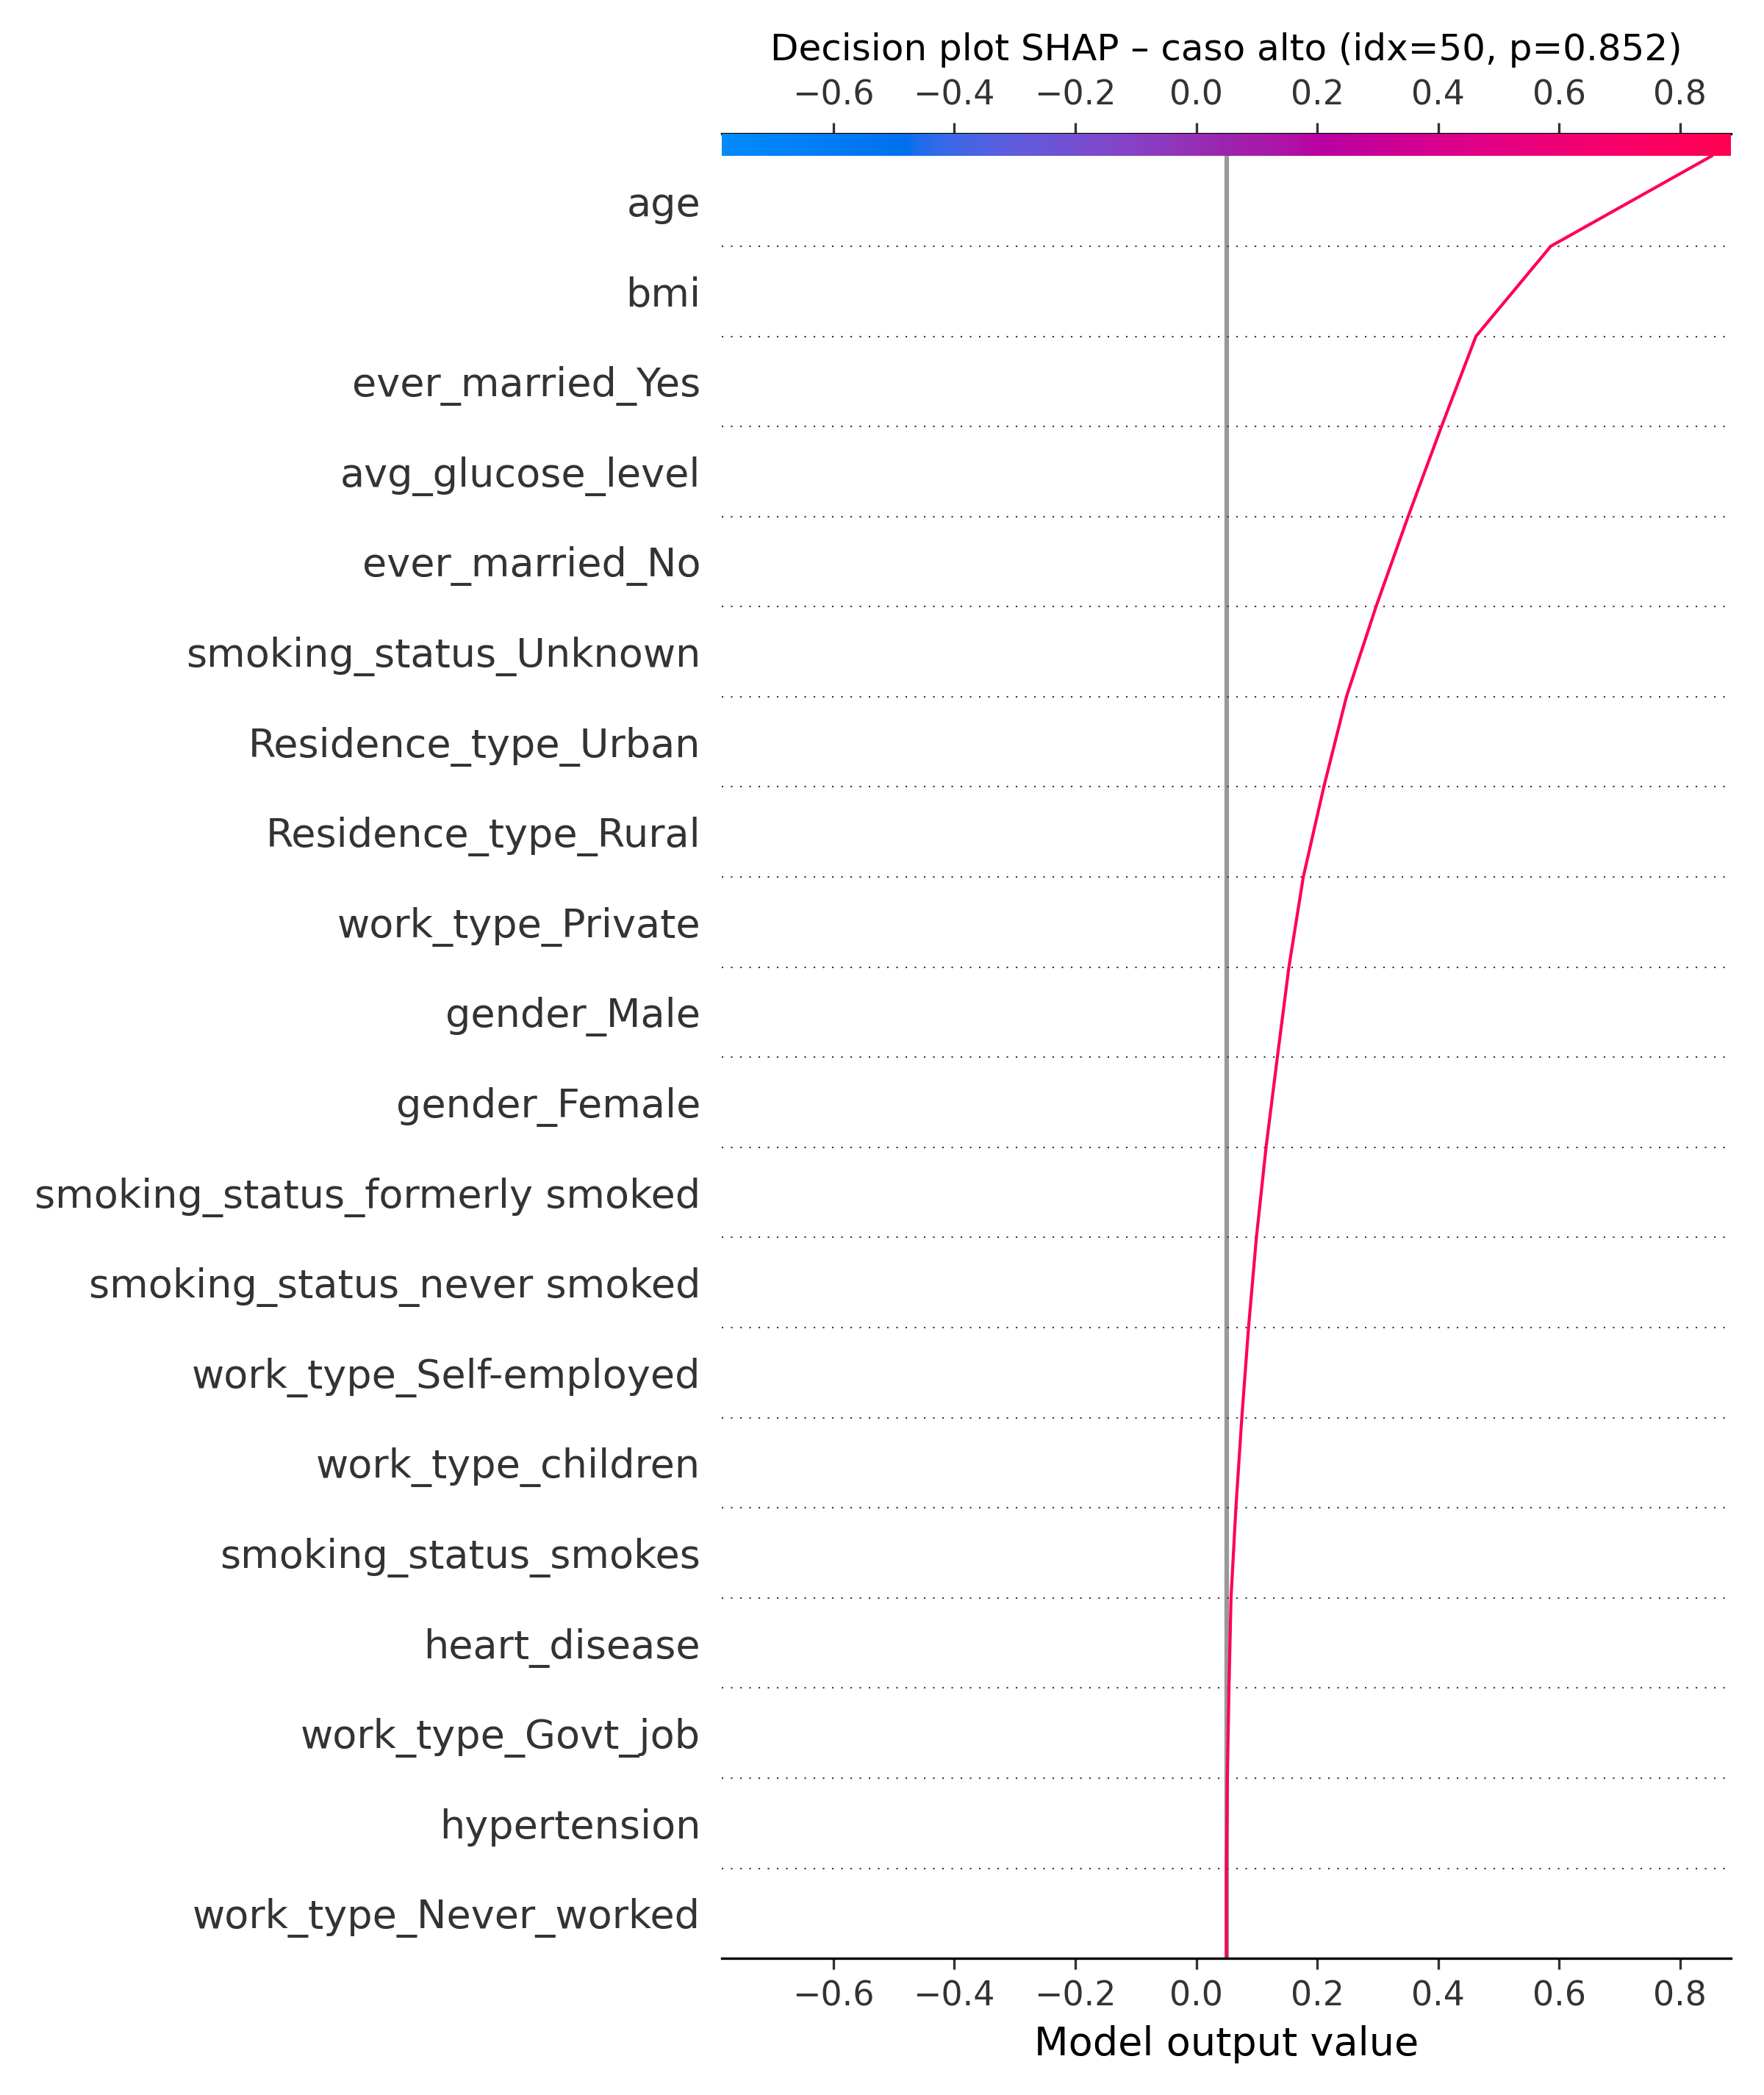 Decision plot SHAP – caso alto (idx=50, p=0.852)
−0.6 −0.4 −0.2 0.0 0.2 0.4 0.6 0.8
age
bmi
ever_married_Yes
avg_glucose_level
ever_married_No
smoking_status_Unknown
Residence_type_Urban
Residence_type_Rural
work_type_Private
gender_Male
gender_Female
smoking_status_formerly smoked
smoking_status_never smoked
work_type_Self-employed
work_type_children
smoking_status_smokes
heart_disease
work_type_Govt_job
hypertension
work_type_Never_worked
−0.6 −0.4 −0.2 0.0 0.2 0.4 0.6 0.8
Model output value